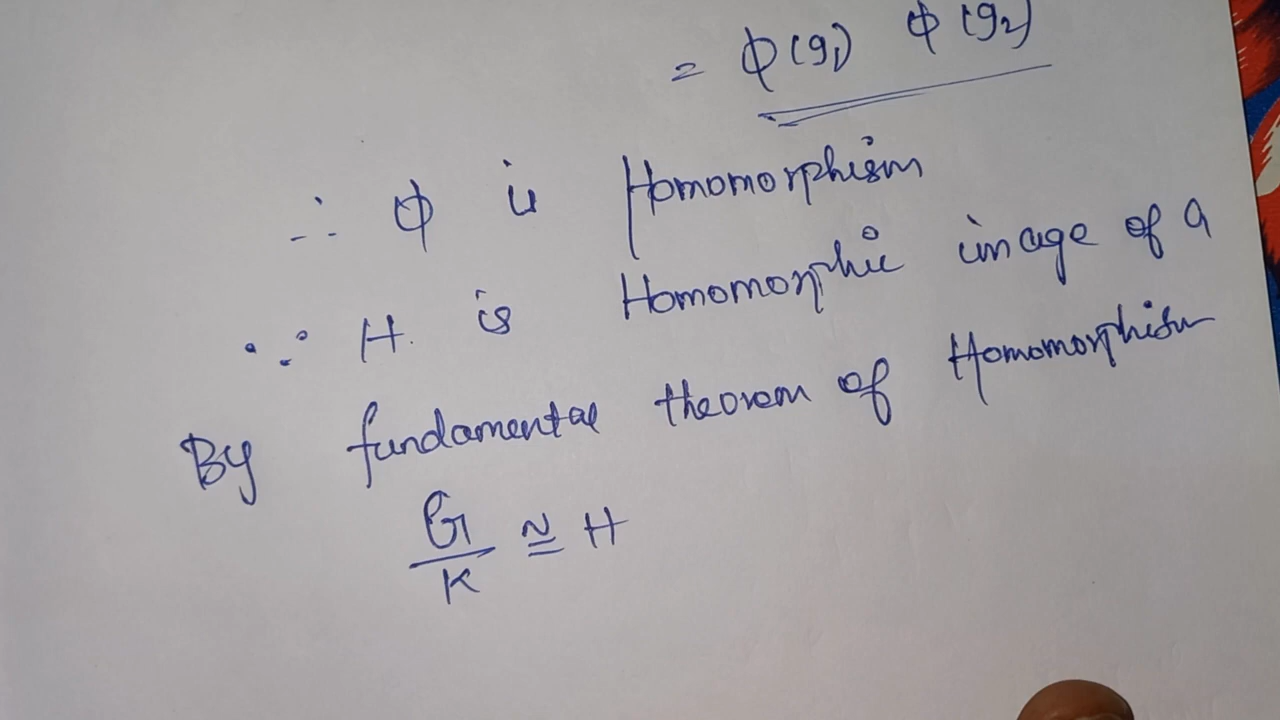 = φ(g₁) φ(g₂)
∴ φ is Homomorphism
∵ H. is Homomorphic image of G
By fundamental theorem of Homomorphism
G/K ≅ H